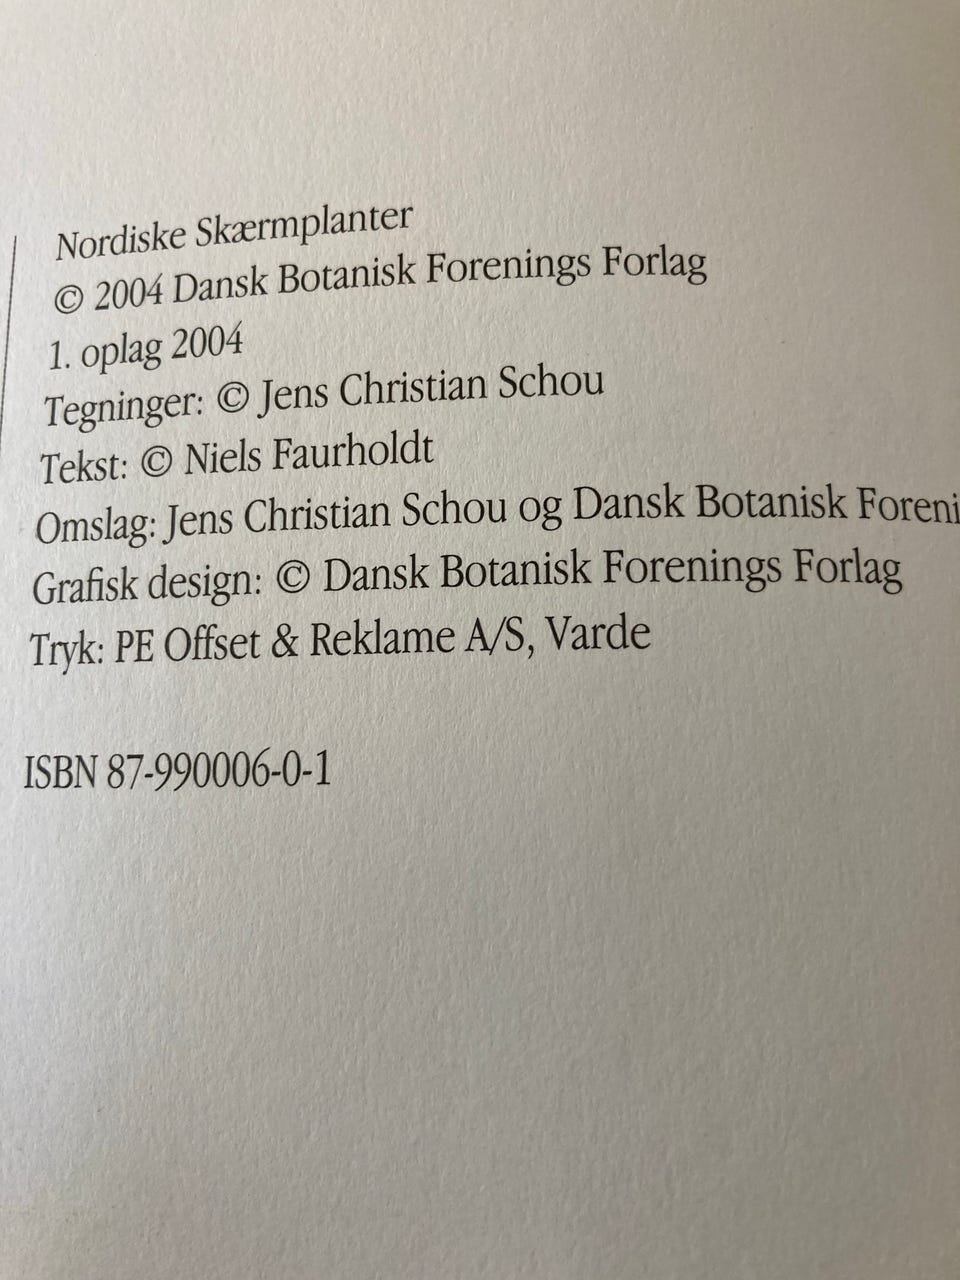 Nordiske Skærmplanter
© 2004 Dansk Botanisk Forenings Forlag
1. oplag 2004
Tegninger: © Jens Christian Schou
Tekst: © Niels Faurholdt
Omslag: Jens Christian Schou og Dansk Botanisk Foreni
Grafisk design: © Dansk Botanisk Forenings Forlag
Tryk: PE Offset & Reklame A/S, Varde
ISBN 87-990006-0-1